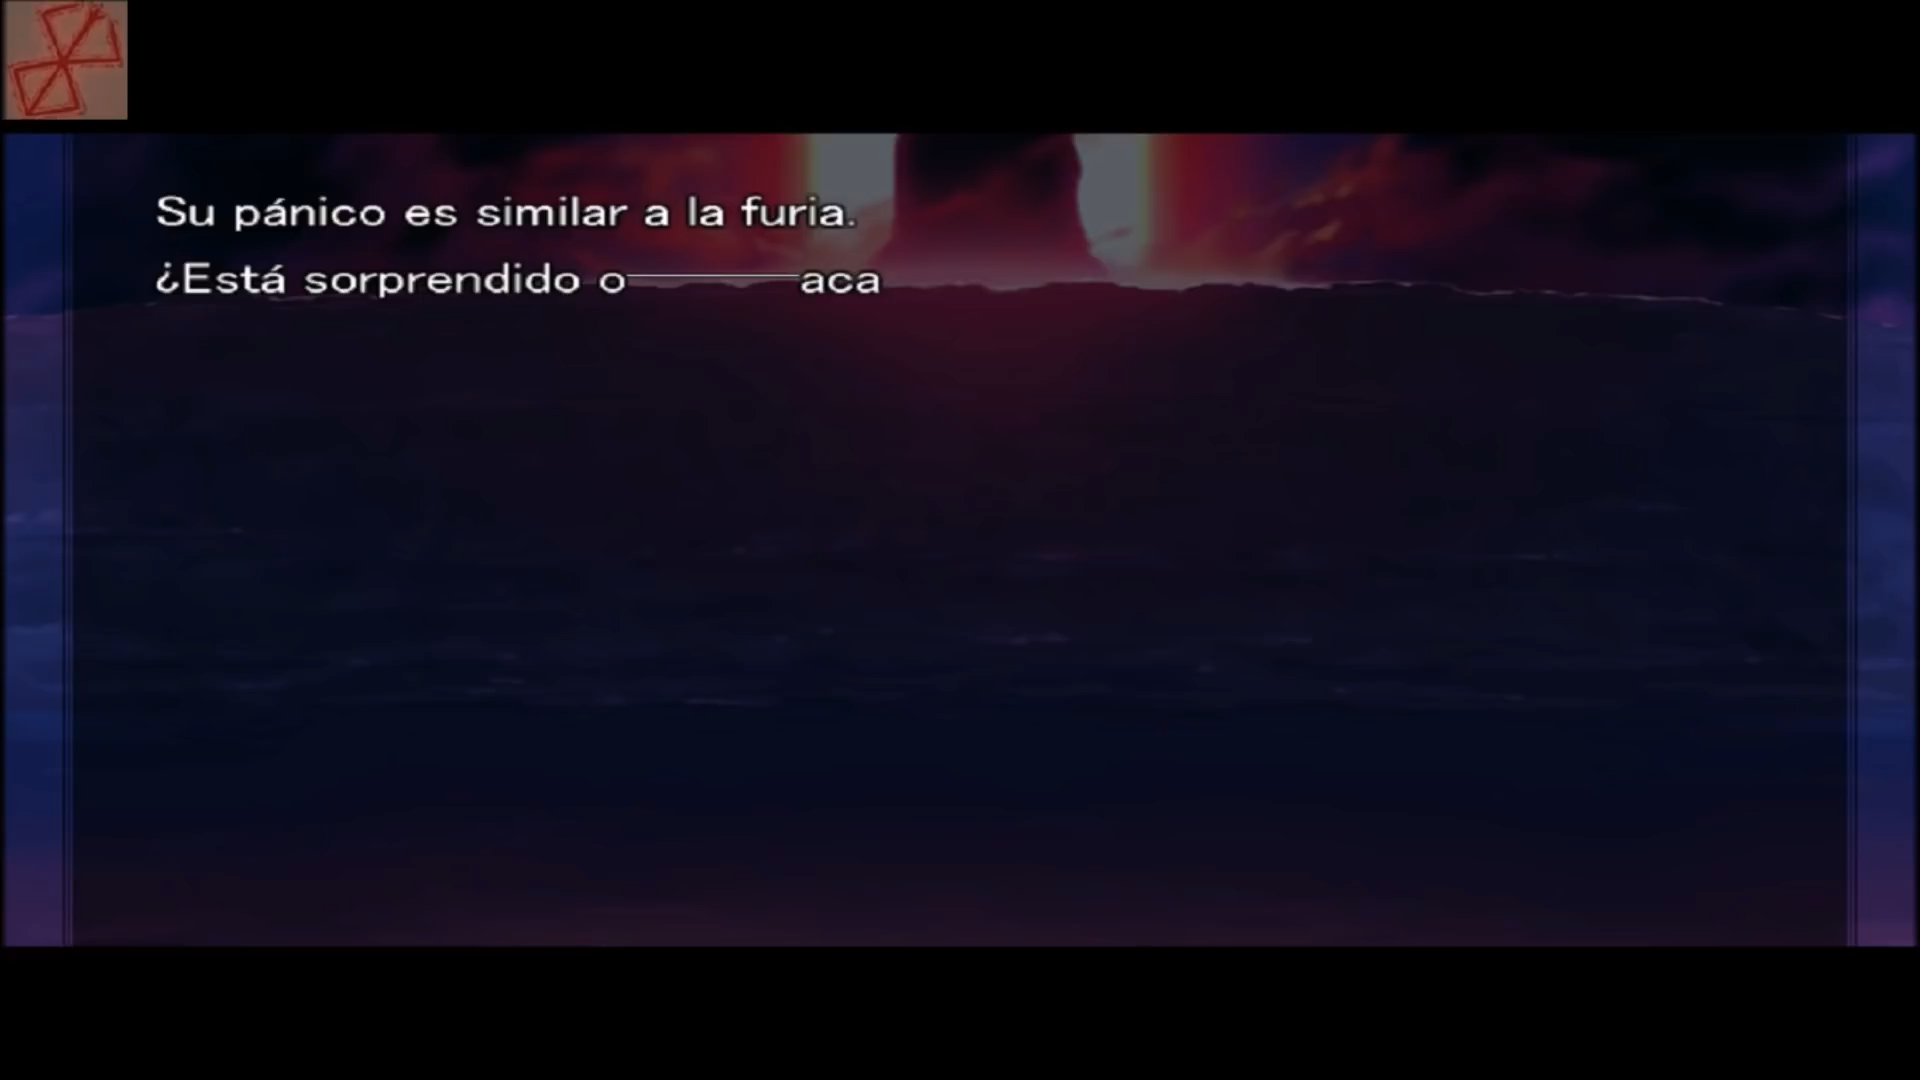 Su pánico es similar a la furia.
¿Está sorprendido o―――――aca